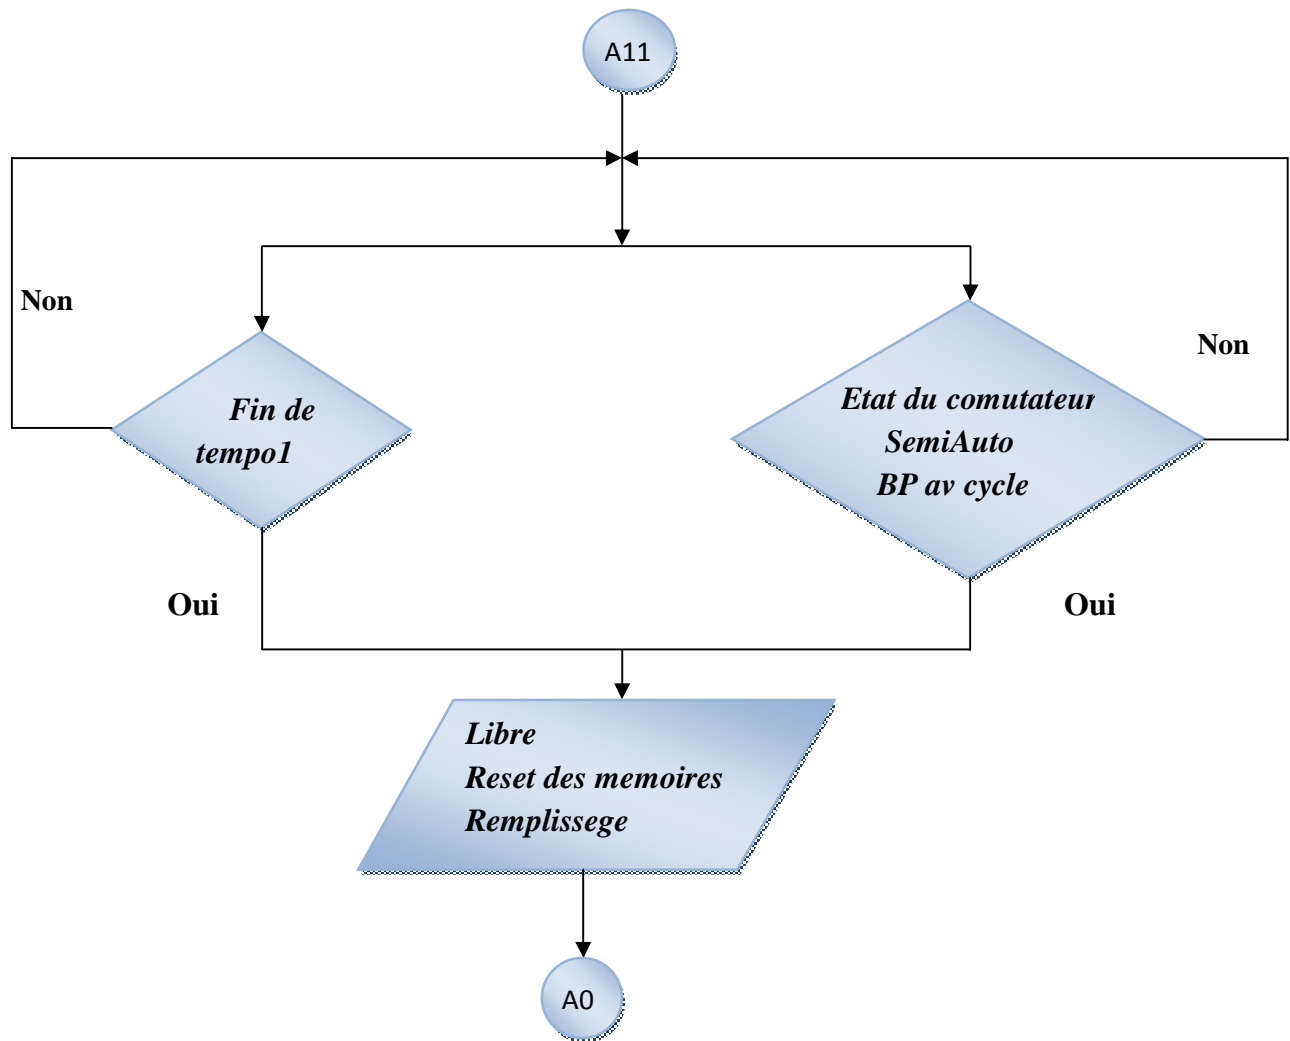 A11
Non
Non
Fin de
tempo1
Etat du comutateur
SemiAuto
BP av cycle
Oui
Oui
Libre
Reset des memoires
Remplissege
A0